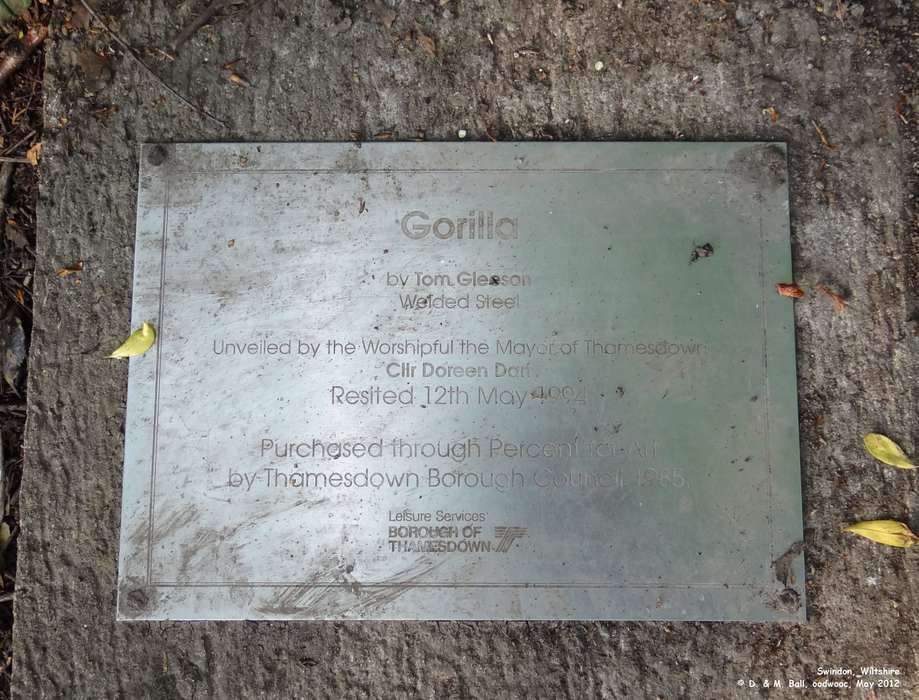 Gorilla
by Tom Gleeson
Welded Steel
Unveiled by the Worshipful the Mayor of Thamesdown
Cllr Doreen Dart
Resited 12th May 1994
Purchased through Percent for Art
by Thamesdown Borough Council 1985
Leisure Services
BOROUGH OF
THAMESDOWN
Swindon, Wiltshire
© D. & M. Ball, oodwooc, May 2012